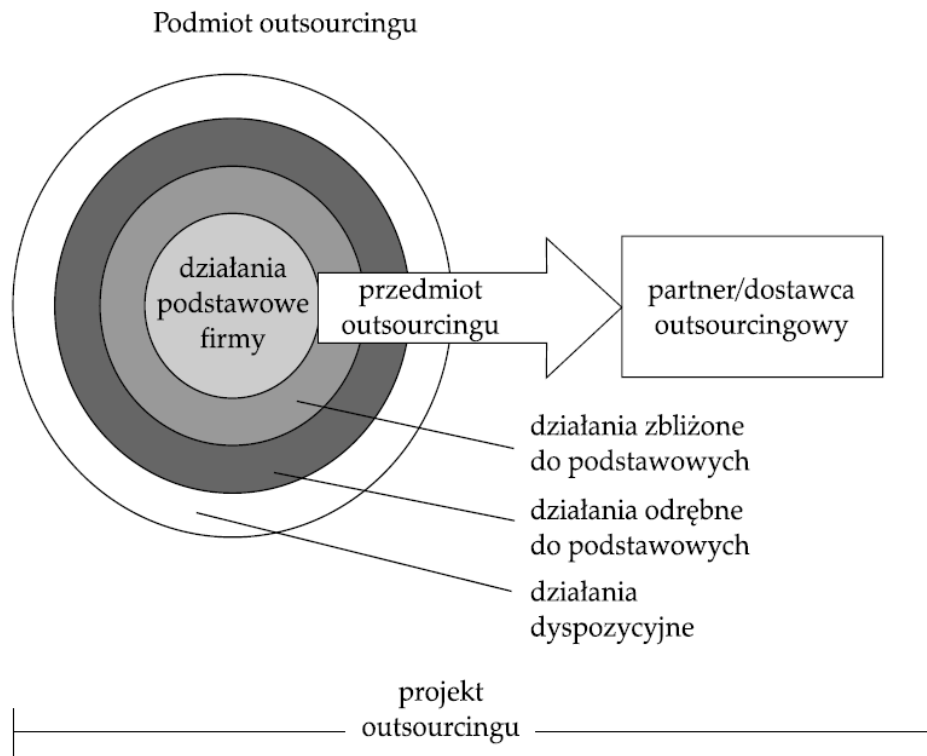 Podmiot outsourcingu
działania
podstawowe
firmy
przedmiot
outsourcingu
partner/dostawca
outsourcingowy
działania zbliżone
do podstawowych
działania odrębne
do podstawowych
działania
dyspozycyjne
projekt
outsourcingu